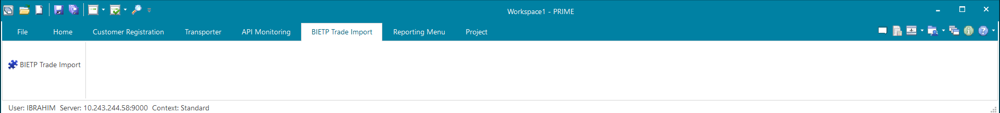 Workspace1 - PRIME
File Home Customer Registration Transporter API Monitoring BIETP Trade Import Reporting Menu Project
BIETP Trade Import
User: IBRAHIM Server: 10.243.244.58:9000 Context: Standard